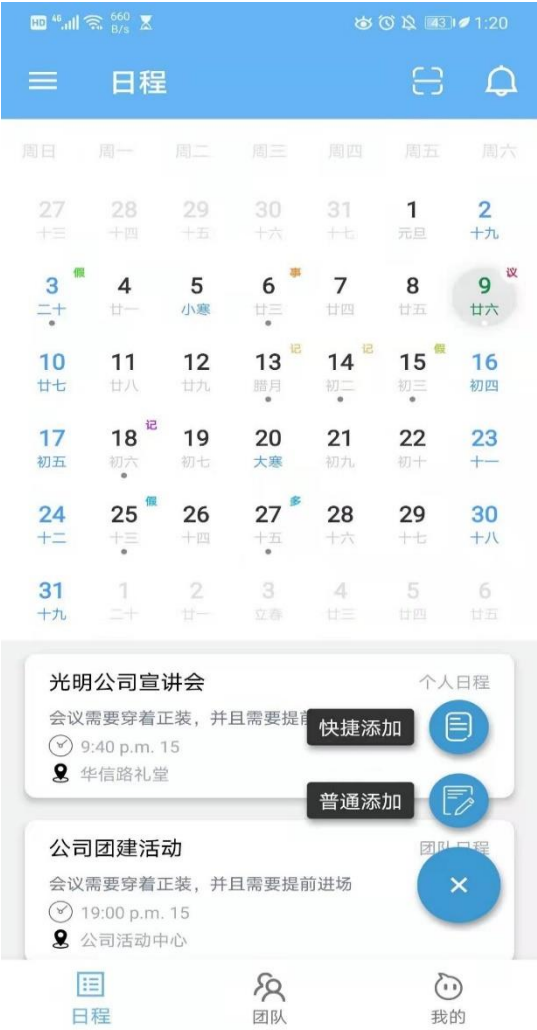 HD 4G 660 B/s 43 1:20
日程
周日 周一 周二 周三 周四 周五 周六
27 28 29 30 31 1 2
十三 十四 十五 十六 十七 元旦 十九
3 假 4 5 6 事 7 8 9 议
二十 廿一 小寒 廿三 廿四 廿五 廿六
10 11 12 13 记 14 记 15 假 16
廿七 廿八 廿九 腊月 初二 初三 初四
17 18 记 19 20 21 22 23
初五 初六 初七 大寒 初九 初十 十一
24 25 假 26 27 多 28 29 30
十二 十三 十四 十五 十六 十七 十八
31 1 2 3 4 5 6
十九 二十 廿一 立春 廿三 廿四 廿五
光明公司宣讲会 个人日程
会议需要穿着正装，并且需要提前
快捷添加
9:40 p.m. 15
华信路礼堂
普通添加
公司团建活动 团队日程
会议需要穿着正装，并且需要提前进场
19:00 p.m. 15
公司活动中心
日程 团队 我的